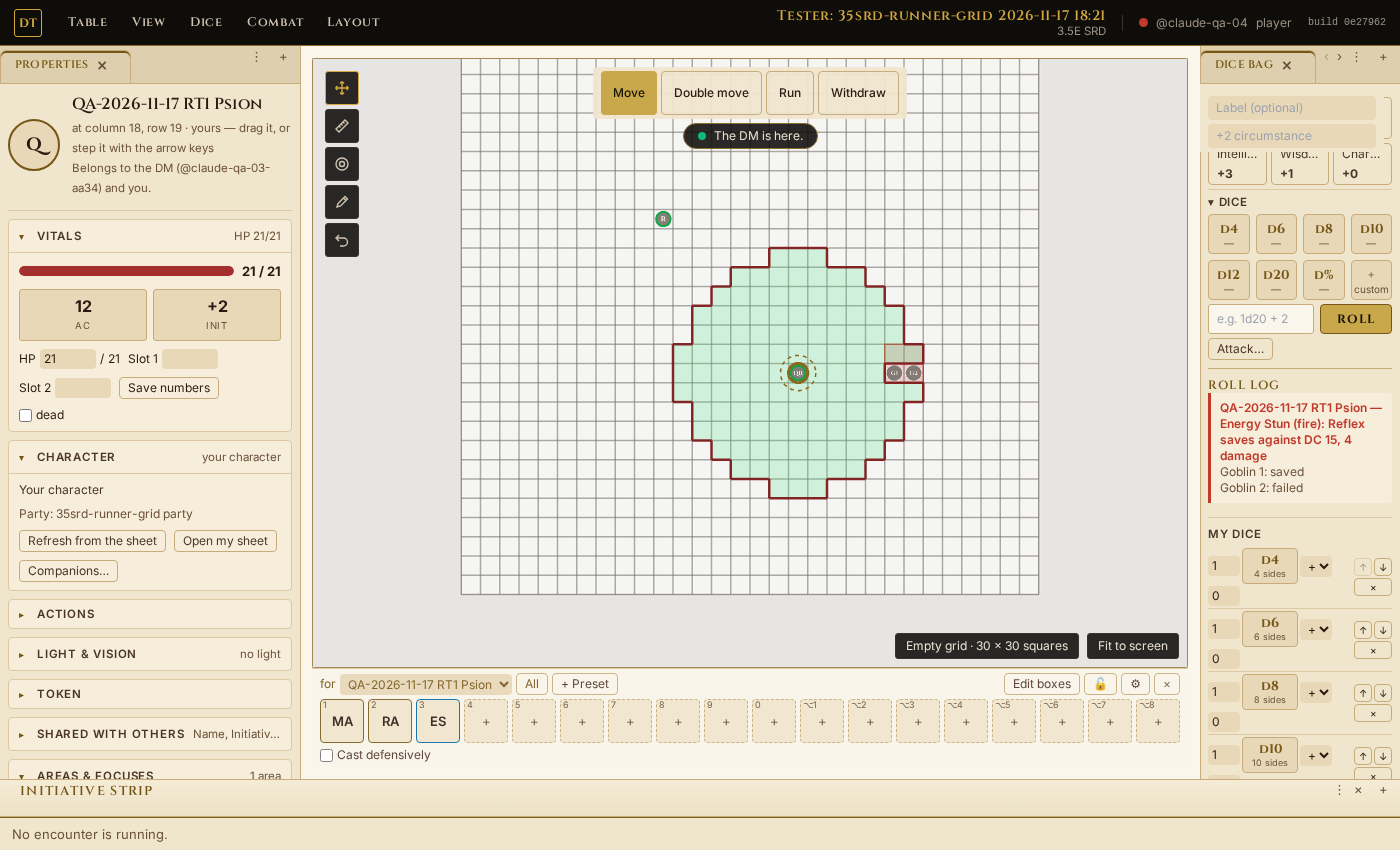 DT
TABLE
VIEW
DICE
COMBAT
LAYOUT
TESTER: 35SRD-RUNNER-GRID 2026-11-17 18:21
3.5E SRD
@claude-qa-04 player
build 0e27962
PROPERTIES ×
⋮ +
Q
QA-2026-11-17 RT1 PSION
at column 18, row 19 · yours — drag it, or
step it with the arrow keys
Belongs to the DM (@claude-qa-03-
aa34) and you.
▾ VITALS HP 21/21
21 / 21
12
AC
+2
INIT
HP 21 / 21 Slot 1
Slot 2 Save numbers
dead
▾ CHARACTER your character
Your character
Party: 35srd-runner-grid party
Refresh from the sheet Open my sheet
Companions…
▸ ACTIONS
▸ LIGHT & VISION no light
▸ TOKEN
▸ SHARED WITH OTHERS Name, Initiativ…
▾ AREAS & FOCUSES 1 area
Move Double move Run Withdraw
The DM is here.
R
Empty grid · 30 × 30 squares Fit to screen
for QA-2026-11-17 RT1 Psion All + Preset
Edit boxes 🔓 ⚙ ×
1 2 3 4 5 6 7 8 9 0 ⌥1 ⌥2 ⌥3 ⌥4 ⌥5 ⌥6 ⌥7 ⌥8
MA RA ES + + + + + + + + + + + + + + +
Cast defensively
DICE BAG ×
‹ › ⋮ +
Label (optional)
+2 circumstance
Intelli… Wisd… Char…
+3 +1 +0
▾ DICE
D4 D6 D8 D10
— — — —
D12 D20 D% +
— — — custom
e.g. 1d20 + 2 ROLL
Attack…
ROLL LOG
QA-2026-11-17 RT1 Psion —
Energy Stun (fire): Reflex
saves against DC 15, 4
damage
Goblin 1: saved
Goblin 2: failed
MY DICE
1 D4 + ↑ ↓
4 sides ×
0
1 D6 + ↑ ↓
6 sides ×
0
1 D8 + ↑ ↓
8 sides ×
0
1 D10 + ↑ ↓
10 sides ×
INITIATIVE STRIP
⋮ × +
No encounter is running.